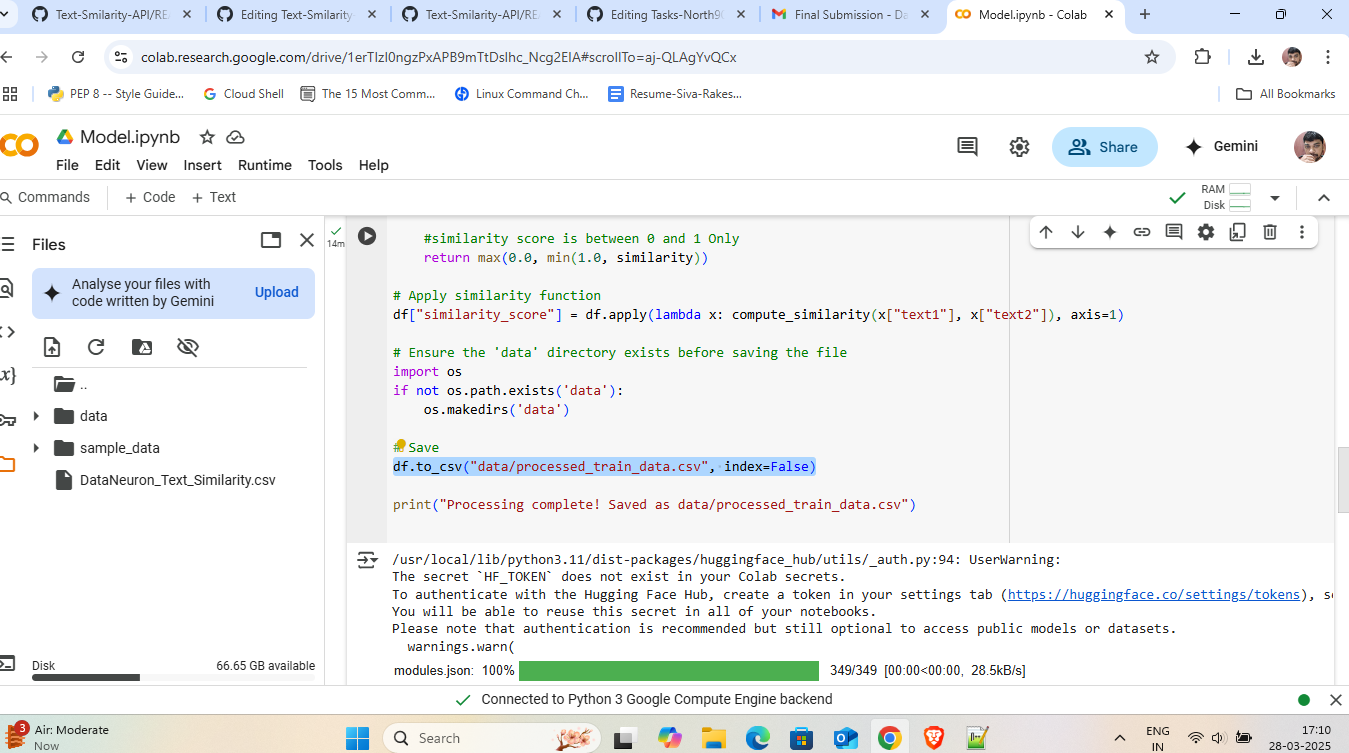 Text-Smilarity-API/RE
Editing Text-Smilarity-
Text-Smilarity-API/RE
Editing Tasks-North9
Final Submission - Da
Model.ipynb - Colab
colab.research.google.com/drive/1erTIzI0ngzPxAPB9mTtDsIhc_Ncg2EIA#scrollTo=aj-QLAgYvQCx
PEP 8 -- Style Guide...
Cloud Shell
The 15 Most Comm...
Linux Command Ch...
Resume-Siva-Rakes...
All Bookmarks
Model.ipynb
File Edit View Insert Runtime Tools Help
Share
Gemini
Commands + Code + Text
RAM
Disk
Files
Analyse your files with
code written by Gemini
Upload
..
data
sample_data
DataNeuron_Text_Similarity.csv
Disk 66.65 GB available
14m
#similarity score is between 0 and 1 Only
return max(0.0, min(1.0, similarity))
# Apply similarity function
df["similarity_score"] = df.apply(lambda x: compute_similarity(x["text1"], x["text2"]), axis=1)
# Ensure the 'data' directory exists before saving the file
import os
if not os.path.exists('data'):
os.makedirs('data')
# Save
df.to_csv("data/processed_train_data.csv", index=False)
print("Processing complete! Saved as data/processed_train_data.csv")
/usr/local/lib/python3.11/dist-packages/huggingface_hub/utils/_auth.py:94: UserWarning:
The secret `HF_TOKEN` does not exist in your Colab secrets.
To authenticate with the Hugging Face Hub, create a token in your settings tab (https://huggingface.co/settings/tokens),
You will be able to reuse this secret in all of your notebooks.
Please note that authentication is recommended but still optional to access public models or datasets.
warnings.warn(
modules.json: 100% 349/349 [00:00<00:00, 28.5kB/s]
Connected to Python 3 Google Compute Engine backend
3
Air: Moderate
Now
Search
ENG
IN
17:10
28-03-2025